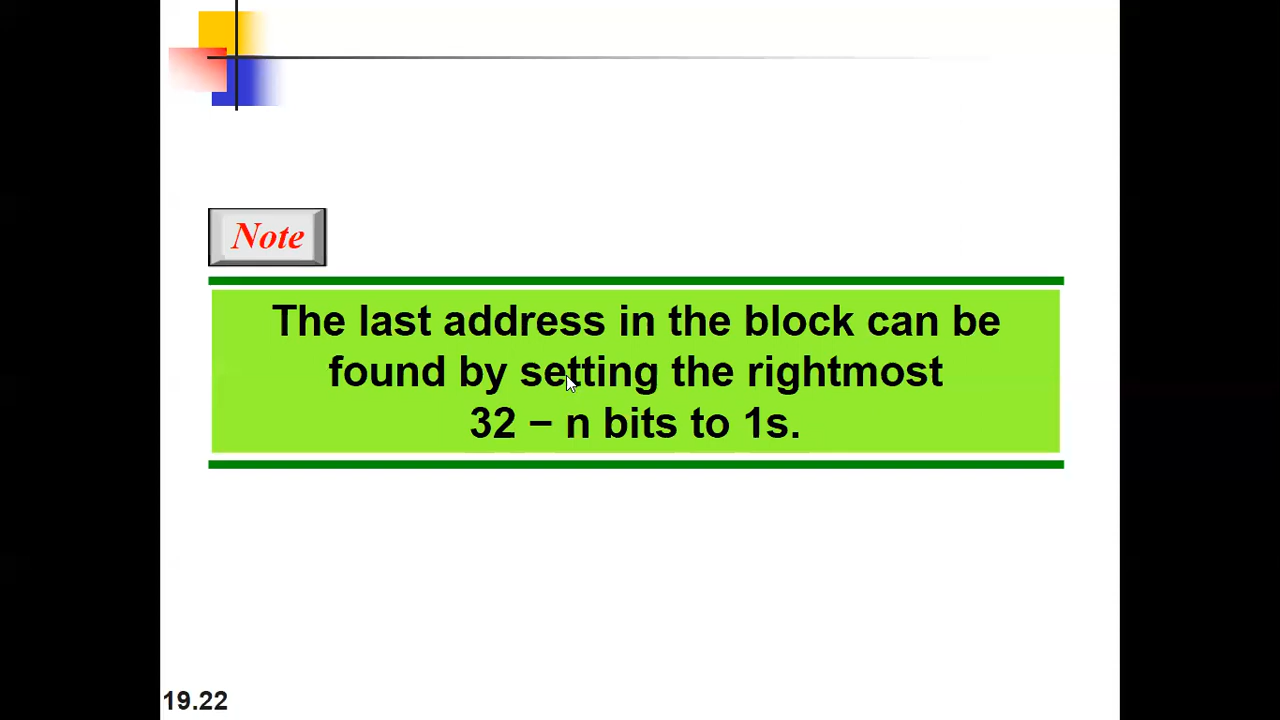 Note
The last address in the block can be
found by setting the rightmost
32 − n bits to 1s.
19.22